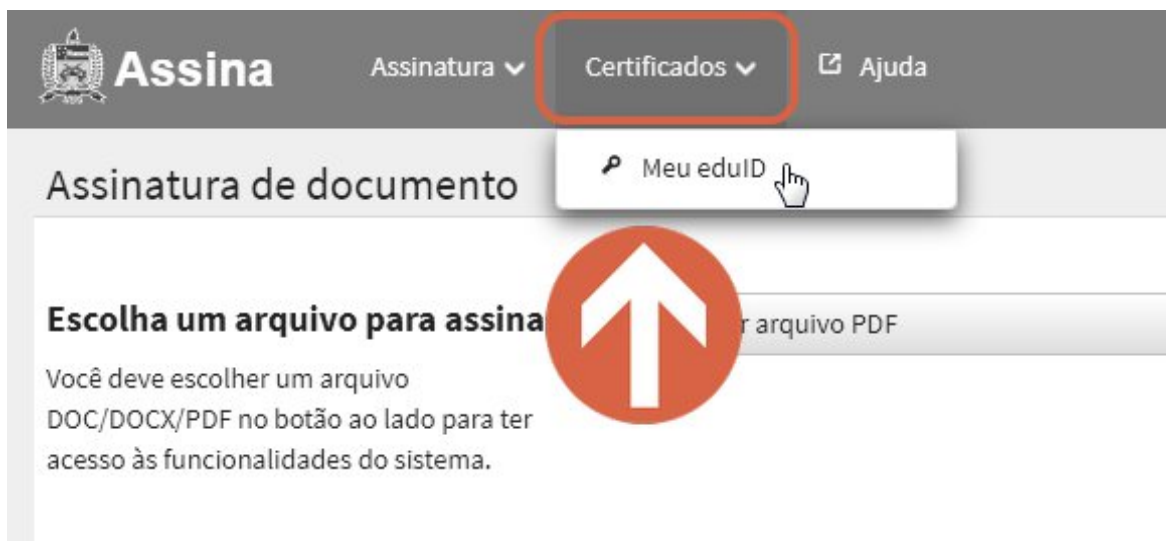 Assina
Assinatura
Certificados
Ajuda
Meu eduID
Assinatura de documento
Escolha um arquivo para assina
r arquivo PDF
Você deve escolher um arquivo
DOC/DOCX/PDF no botão ao lado para ter
acesso às funcionalidades do sistema.